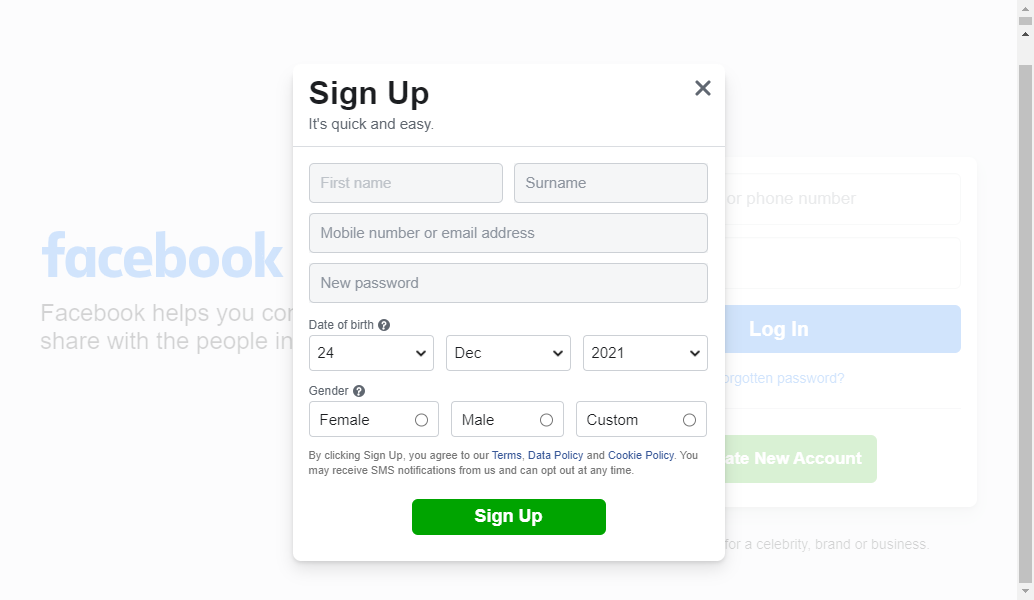 Sign Up
It's quick and easy.
First name
Surname
Mobile number or email address
New password
Date of birth
24
Dec
2021
Gender
Female
Male
Custom
By clicking Sign Up, you agree to our Terms, Data Policy and Cookie Policy. You
may receive SMS notifications from us and can opt out at any time.
Sign Up
facebook
Facebook helps you
share with the people in
or phone number
Log In
password?
New Account
for a celebrity, brand or business.